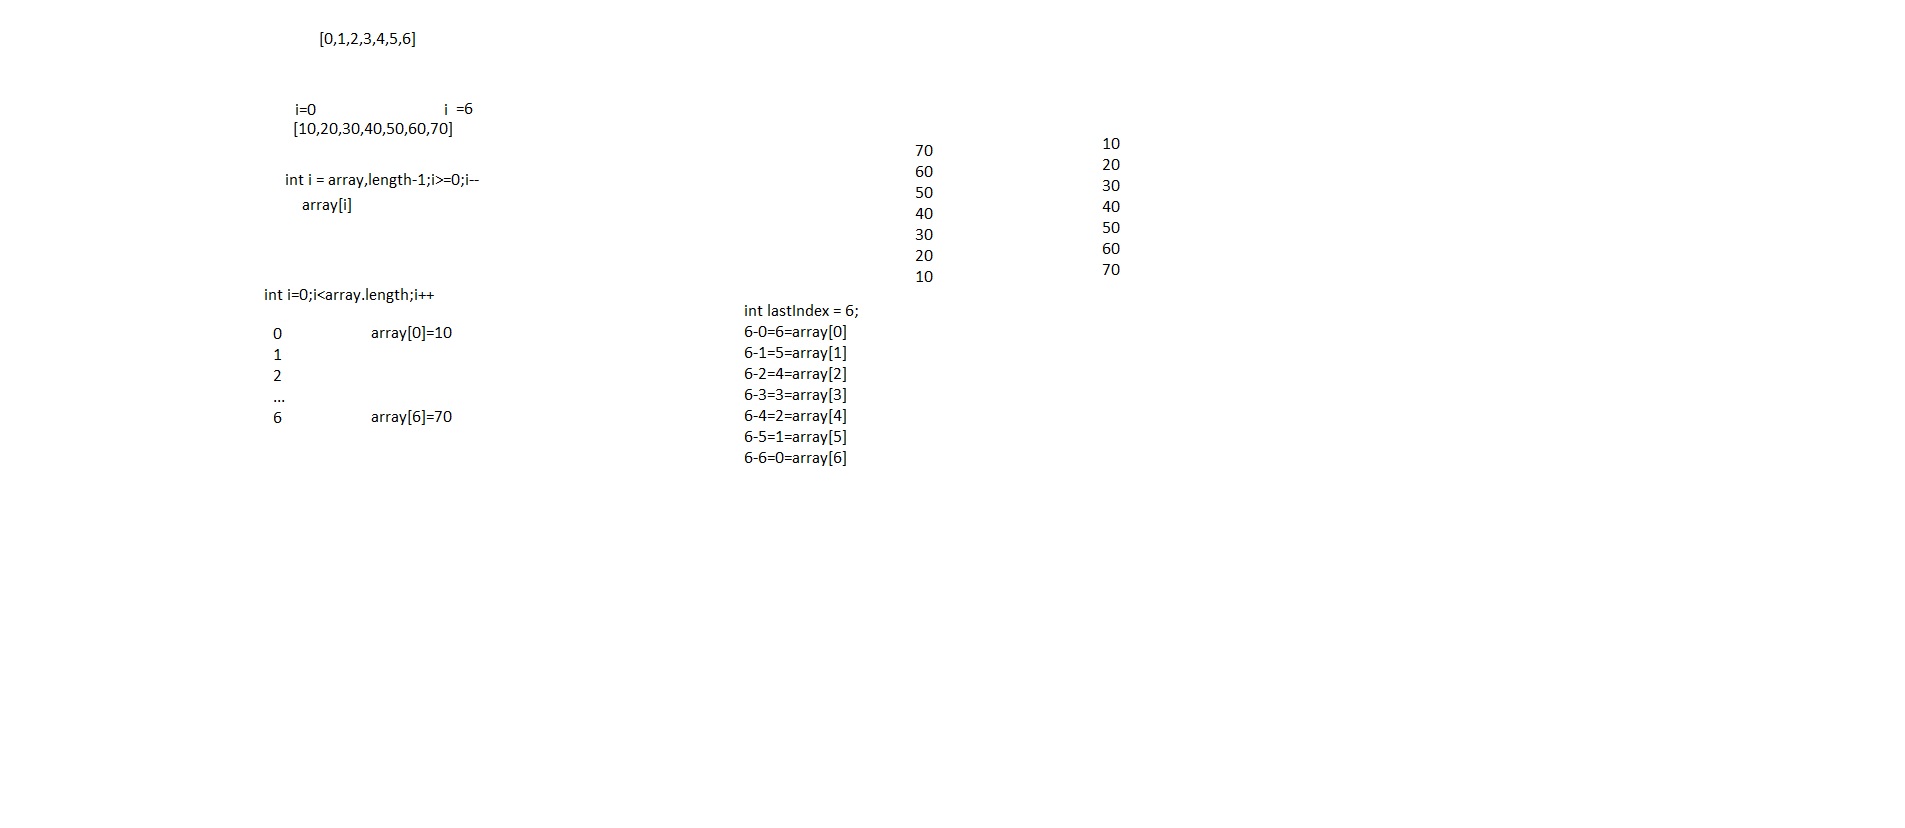 [0,1,2,3,4,5,6]
i=0 i =6
[10,20,30,40,50,60,70]
int i = array,length-1;i>=0;i--
array[i]
int i=0;i<array.length;i++
0 array[0]=10
1
2
...
6 array[6]=70
70
60
50
40
30
20
10
10
20
30
40
50
60
70
int lastIndex = 6;
6-0=6=array[0]
6-1=5=array[1]
6-2=4=array[2]
6-3=3=array[3]
6-4=2=array[4]
6-5=1=array[5]
6-6=0=array[6]